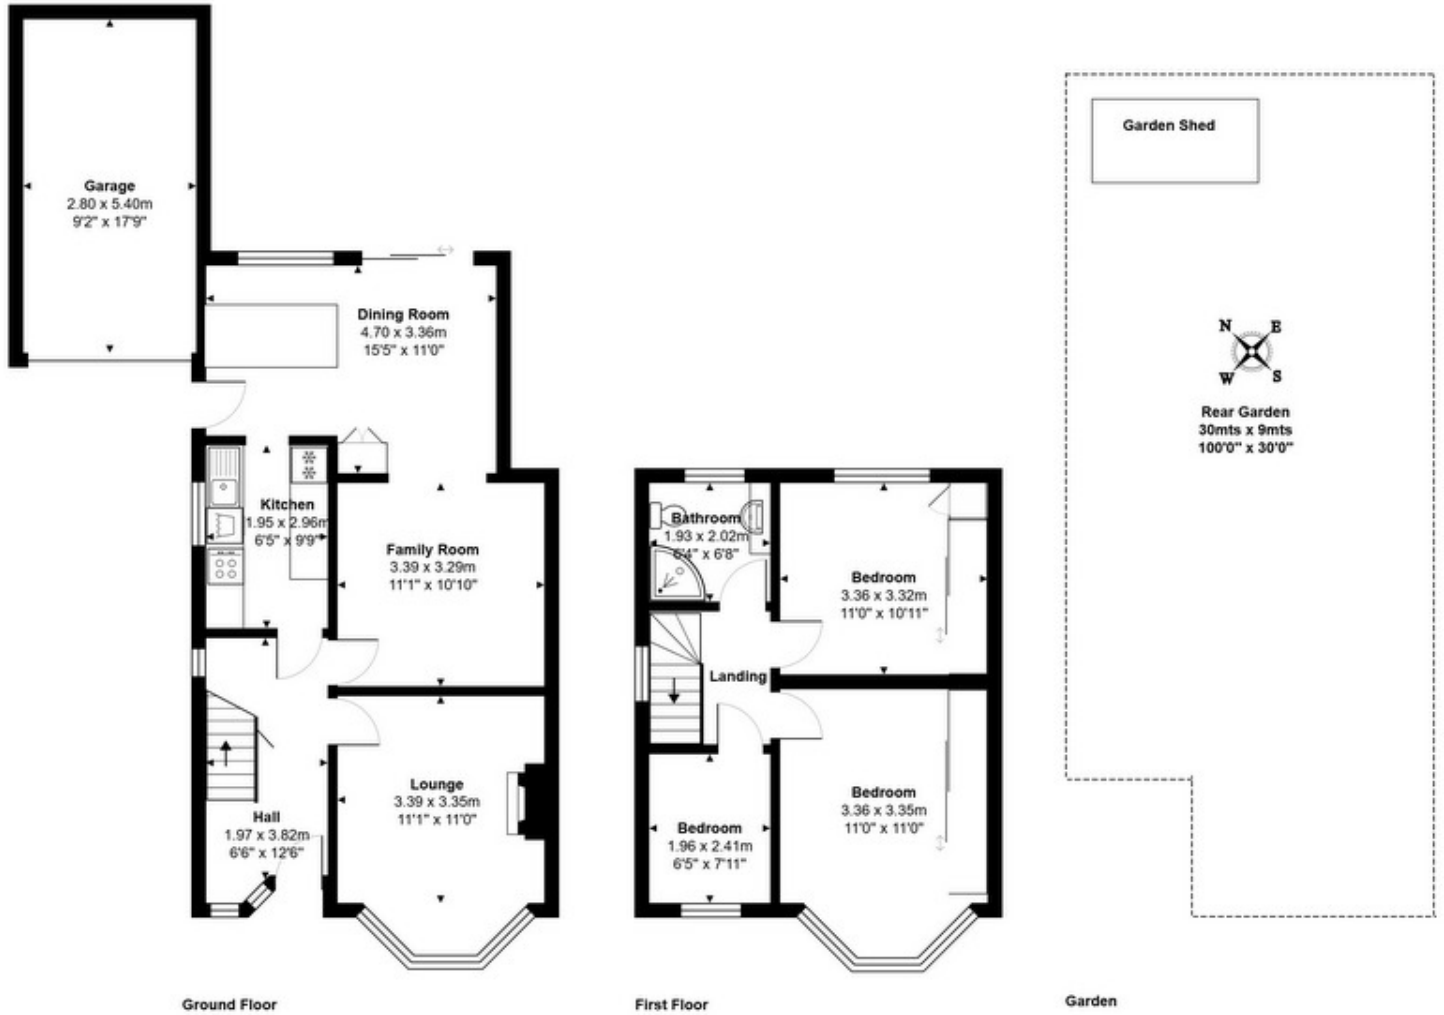 Garage
2.80 x 5.40m
9'2" x 17'9"
Dining Room
4.70 x 3.36m
15'5" x 11'0"
Kitchen
1.95 x 2.96m
6'5" x 9'9"
Family Room
3.39 x 3.29m
11'1" x 10'10"
Lounge
3.39 x 3.35m
11'1" x 11'0"
Hall
1.97 x 3.82m
6'6" x 12'6"
Ground Floor
Bathroom
1.93 x 2.02m
6'4" x 6'8"
Bedroom
3.36 x 3.32m
11'0" x 10'11"
Landing
Bedroom
3.36 x 3.35m
11'0" x 11'0"
Bedroom
1.96 x 2.41m
6'5" x 7'11"
First Floor
Garden Shed
N E
W S
Rear Garden
30mts x 9mts
100'0" x 30'0"
Garden